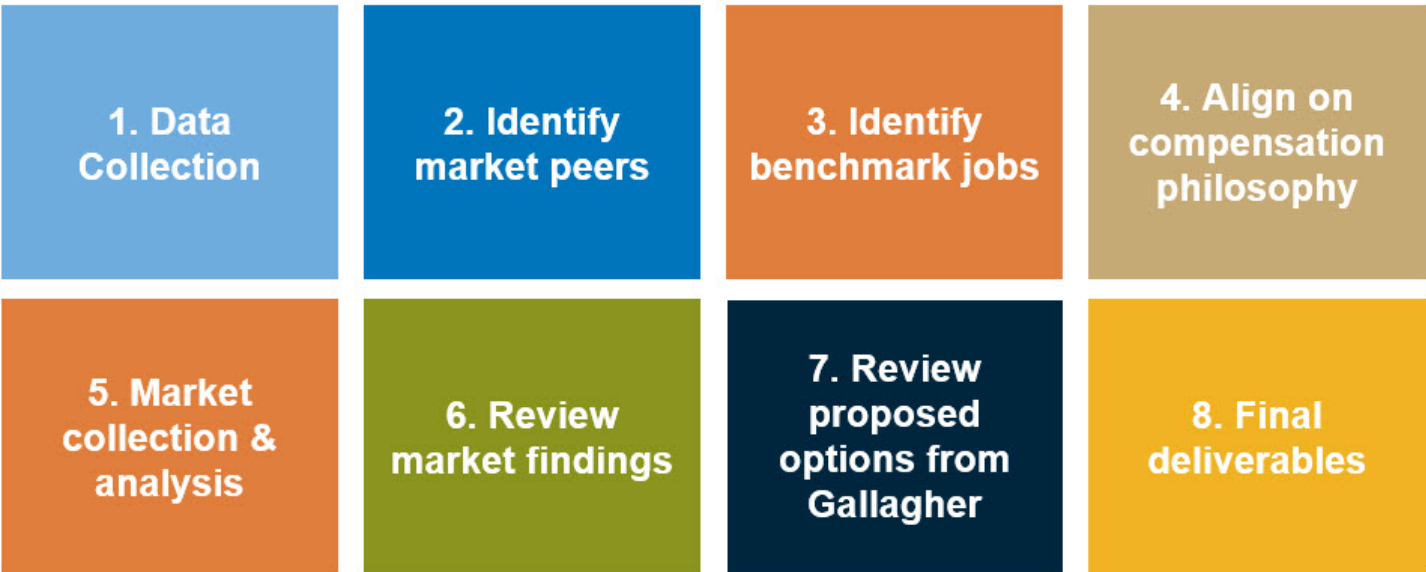 1. Data
Collection
2. Identify
market peers
3. Identify
benchmark jobs
4. Align on
compensation
philosophy
5. Market
collection &
analysis
6. Review
market findings
7. Review
proposed
options from
Gallagher
8. Final
deliverables